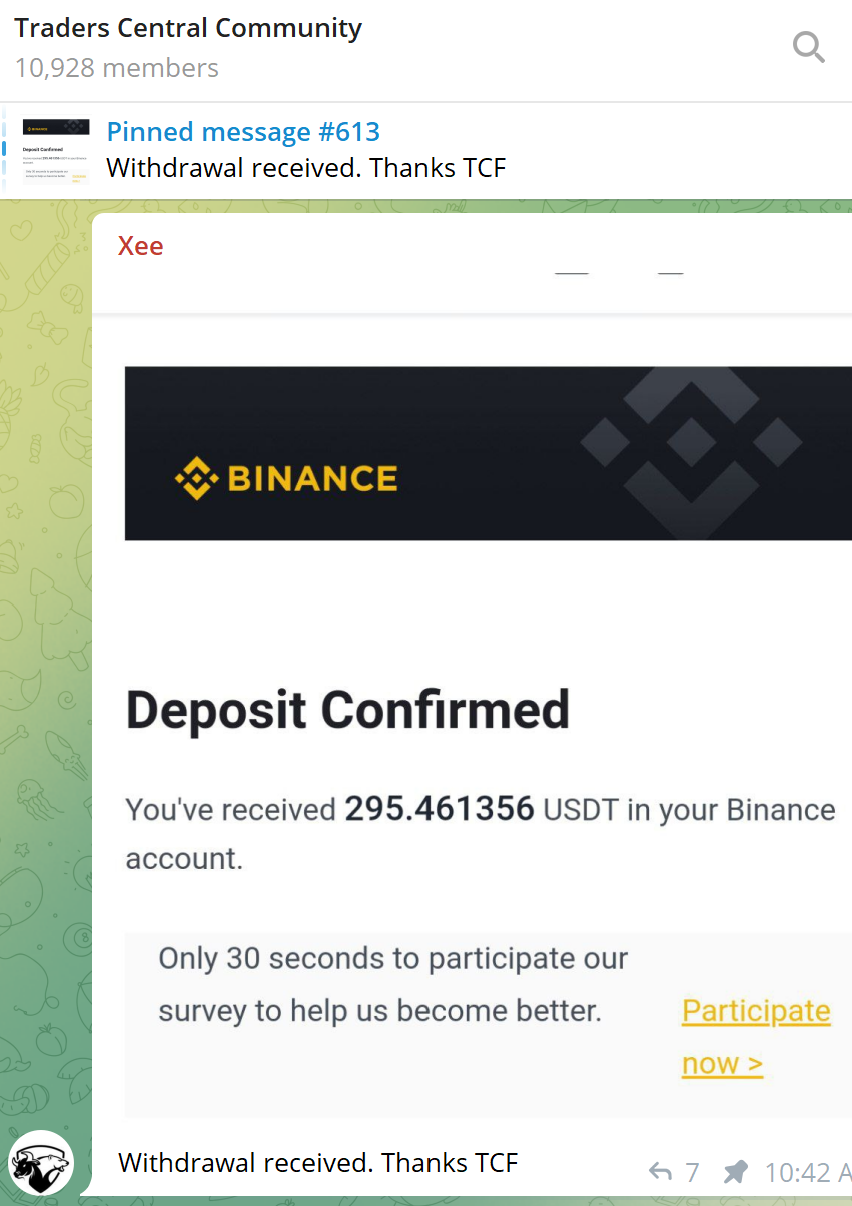 Traders Central Community
10,928 members
Pinned message #613
Withdrawal received. Thanks TCF
Xee
BINANCE
Deposit Confirmed
You've received 295.461356 USDT in your Binance
account.
Only 30 seconds to participate our
survey to help us become better.
Participate
now >
Withdrawal received. Thanks TCF
7
10:42 A